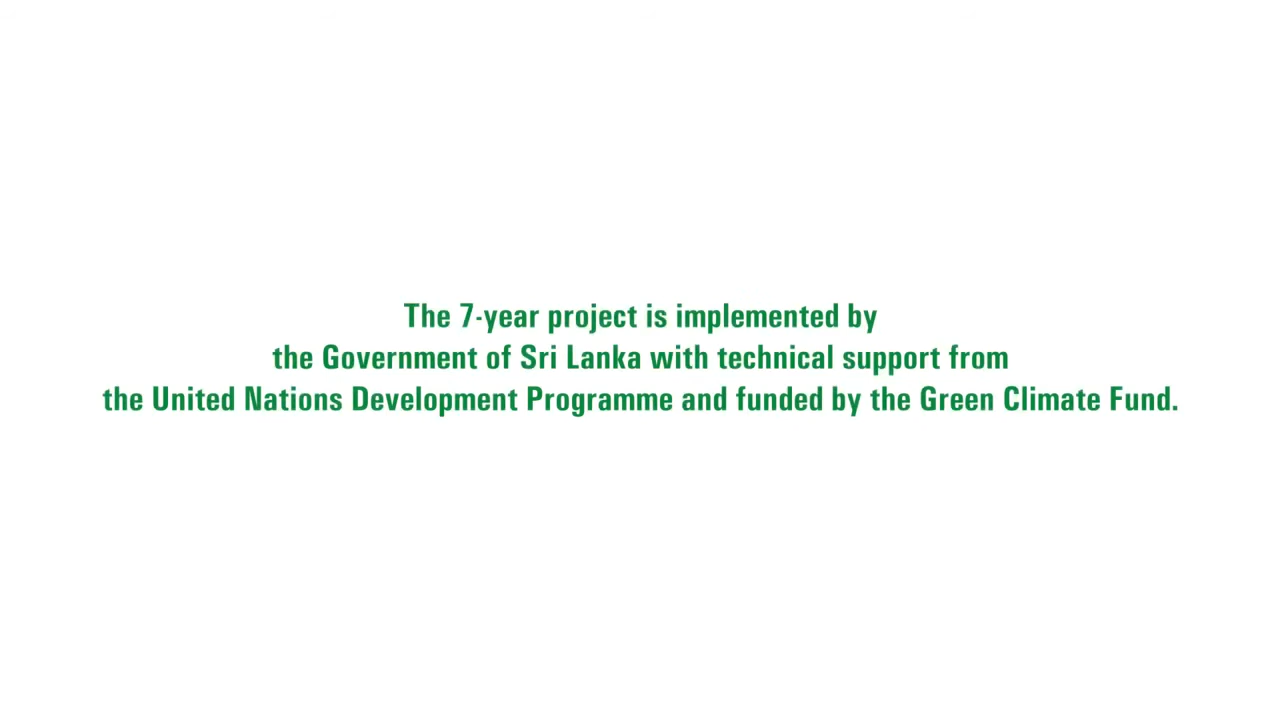 The 7-year project is implemented by
the Government of Sri Lanka with technical support from
the United Nations Development Programme and funded by the Green Climate Fund.